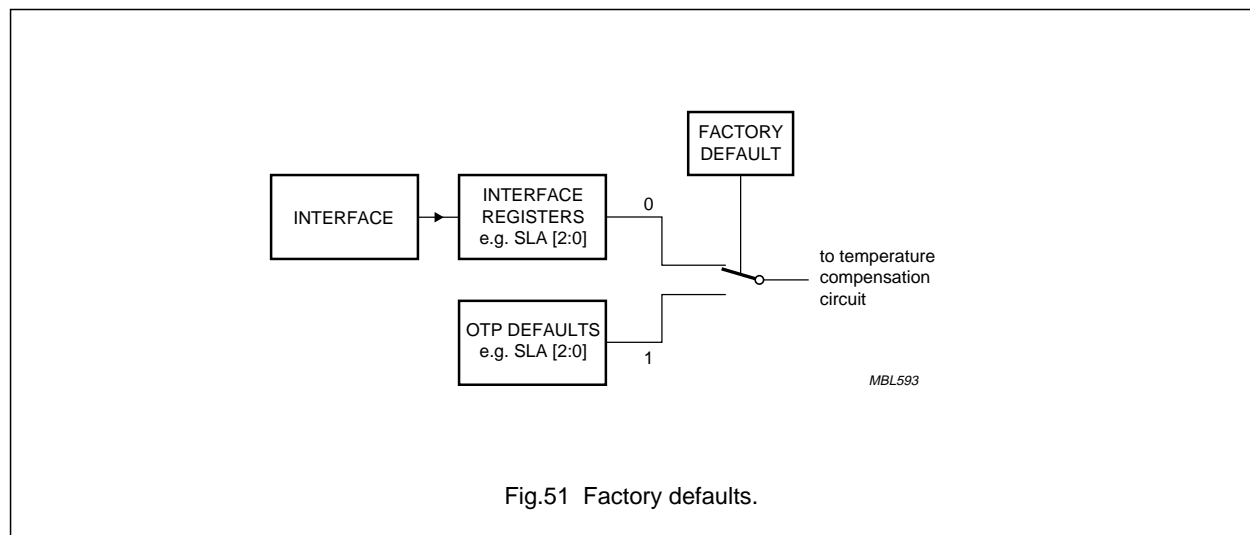 FACTORY
DEFAULT
INTERFACE
INTERFACE
REGISTERS
e.g. SLA [2:0]
0
to temperature
compensation
circuit
OTP DEFAULTS
e.g. SLA [2:0]
1
MBL593
Fig.51 Factory defaults.